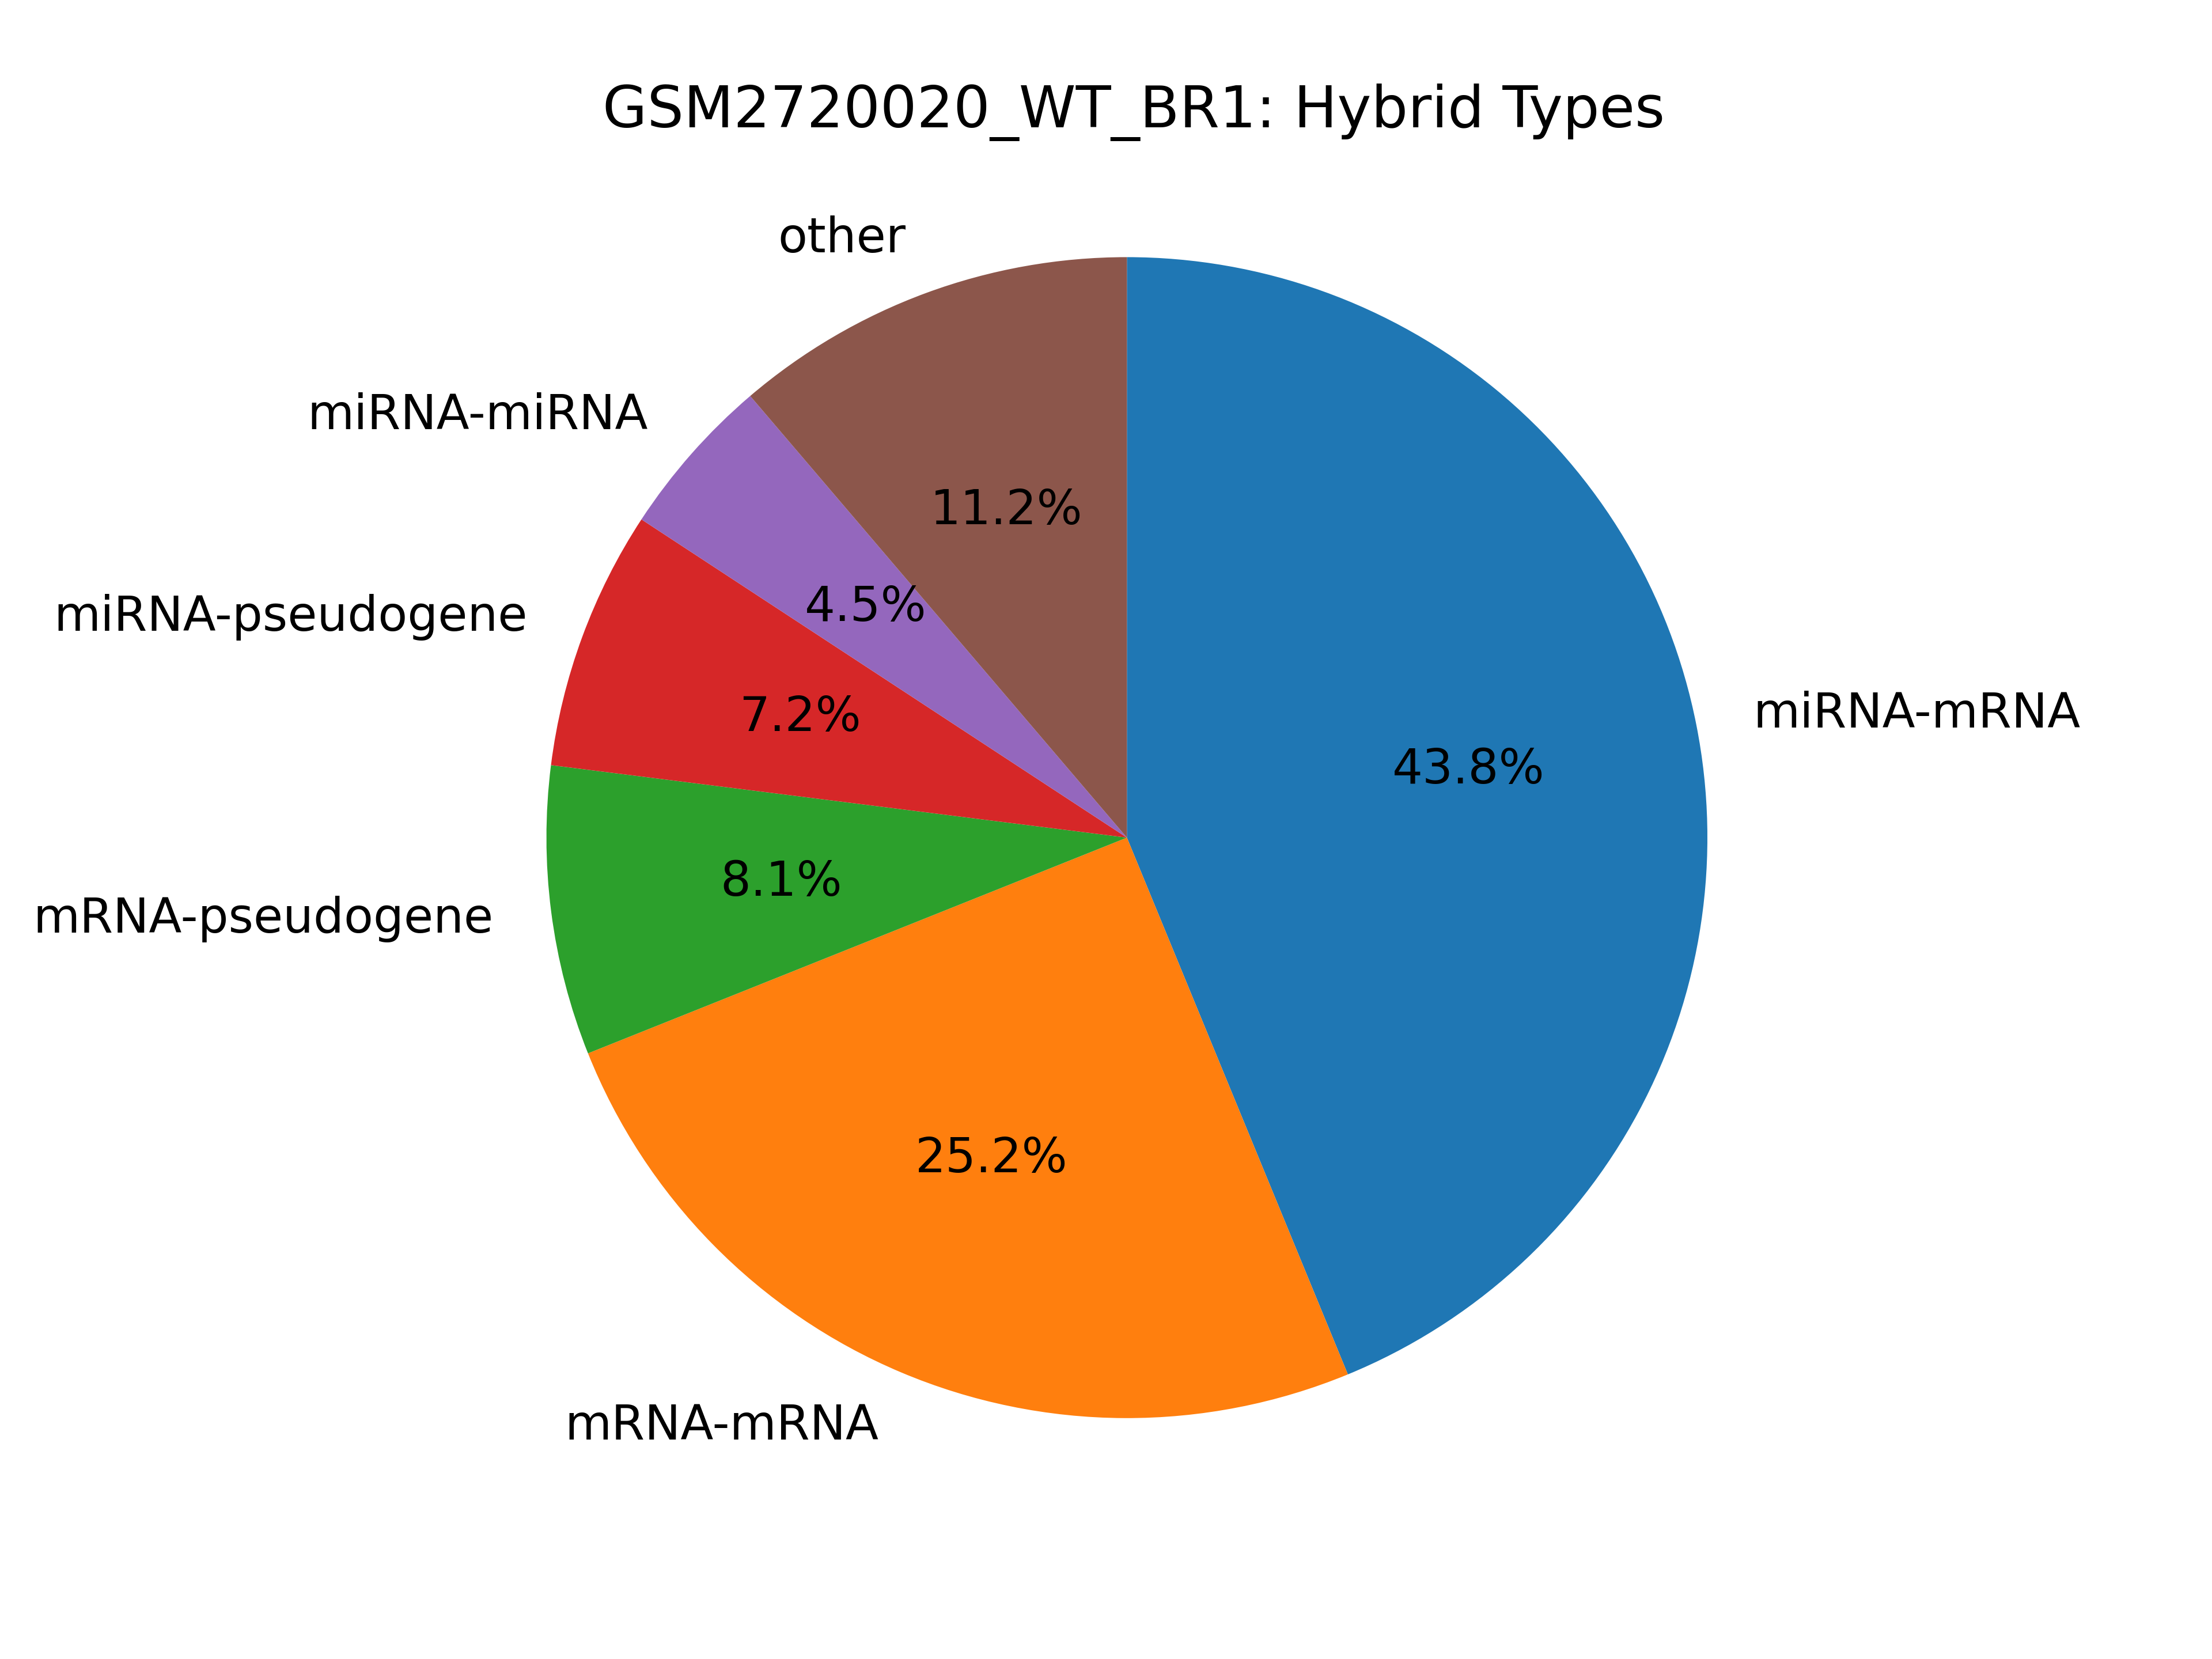 GSM2720020_WT_BR1: Hybrid Types
other
miRNA-miRNA
11.2%
4.5%
miRNA-pseudogene
7.2%
miRNA-mRNA
43.8%
8.1%
mRNA-pseudogene
25.2%
mRNA-mRNA